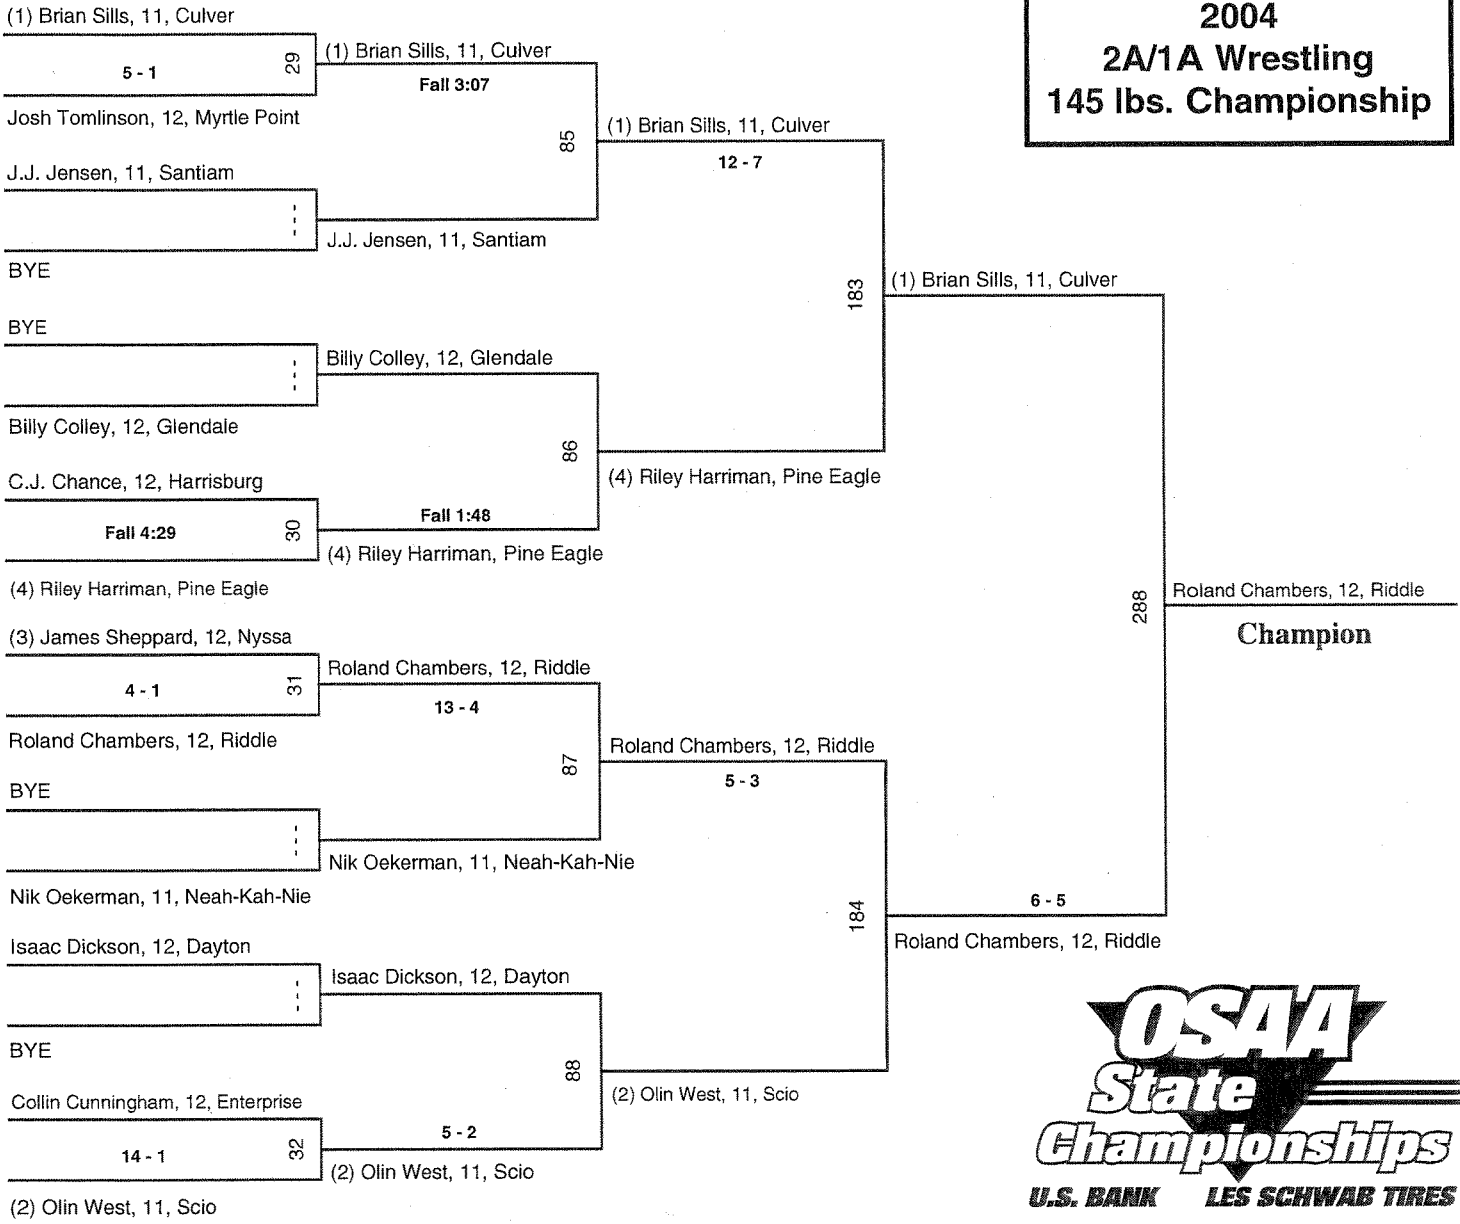 2004
2A/1A Wrestling
145 lbs. Championship
(1) Brian Sills, 11, Culver
5 - 1
29
Josh Tomlinson, 12, Myrtle Point
J.J. Jensen, 11, Santiam
BYE
BYE
Billy Colley, 12, Glendale
C.J. Chance, 12, Harrisburg
Fall 4:29
30
(4) Riley Harriman, Pine Eagle
(3) James Sheppard, 12, Nyssa
4 - 1
31
Roland Chambers, 12, Riddle
BYE
Nik Oekerman, 11, Neah-Kah-Nie
Isaac Dickson, 12, Dayton
BYE
Collin Cunningham, 12, Enterprise
14 - 1
32
(2) Olin West, 11, Scio
(1) Brian Sills, 11, Culver
Fall 3:07
85
J.J. Jensen, 11, Santiam
Billy Colley, 12, Glendale
86
Fall 1:48
(4) Riley Harriman, Pine Eagle
Roland Chambers, 12, Riddle
13 - 4
87
Nik Oekerman, 11, Neah-Kah-Nie
Isaac Dickson, 12, Dayton
88
5 - 2
(2) Olin West, 11, Scio
(1) Brian Sills, 11, Culver
12 - 7
183
(4) Riley Harriman, Pine Eagle
Roland Chambers, 12, Riddle
5 - 3
184
(2) Olin West, 11, Scio
(1) Brian Sills, 11, Culver
288
6 - 5
Roland Chambers, 12, Riddle
Roland Chambers, 12, Riddle
Champion
OSAA
State
Championships
U.S. BANK LES SCHWAB TIRES